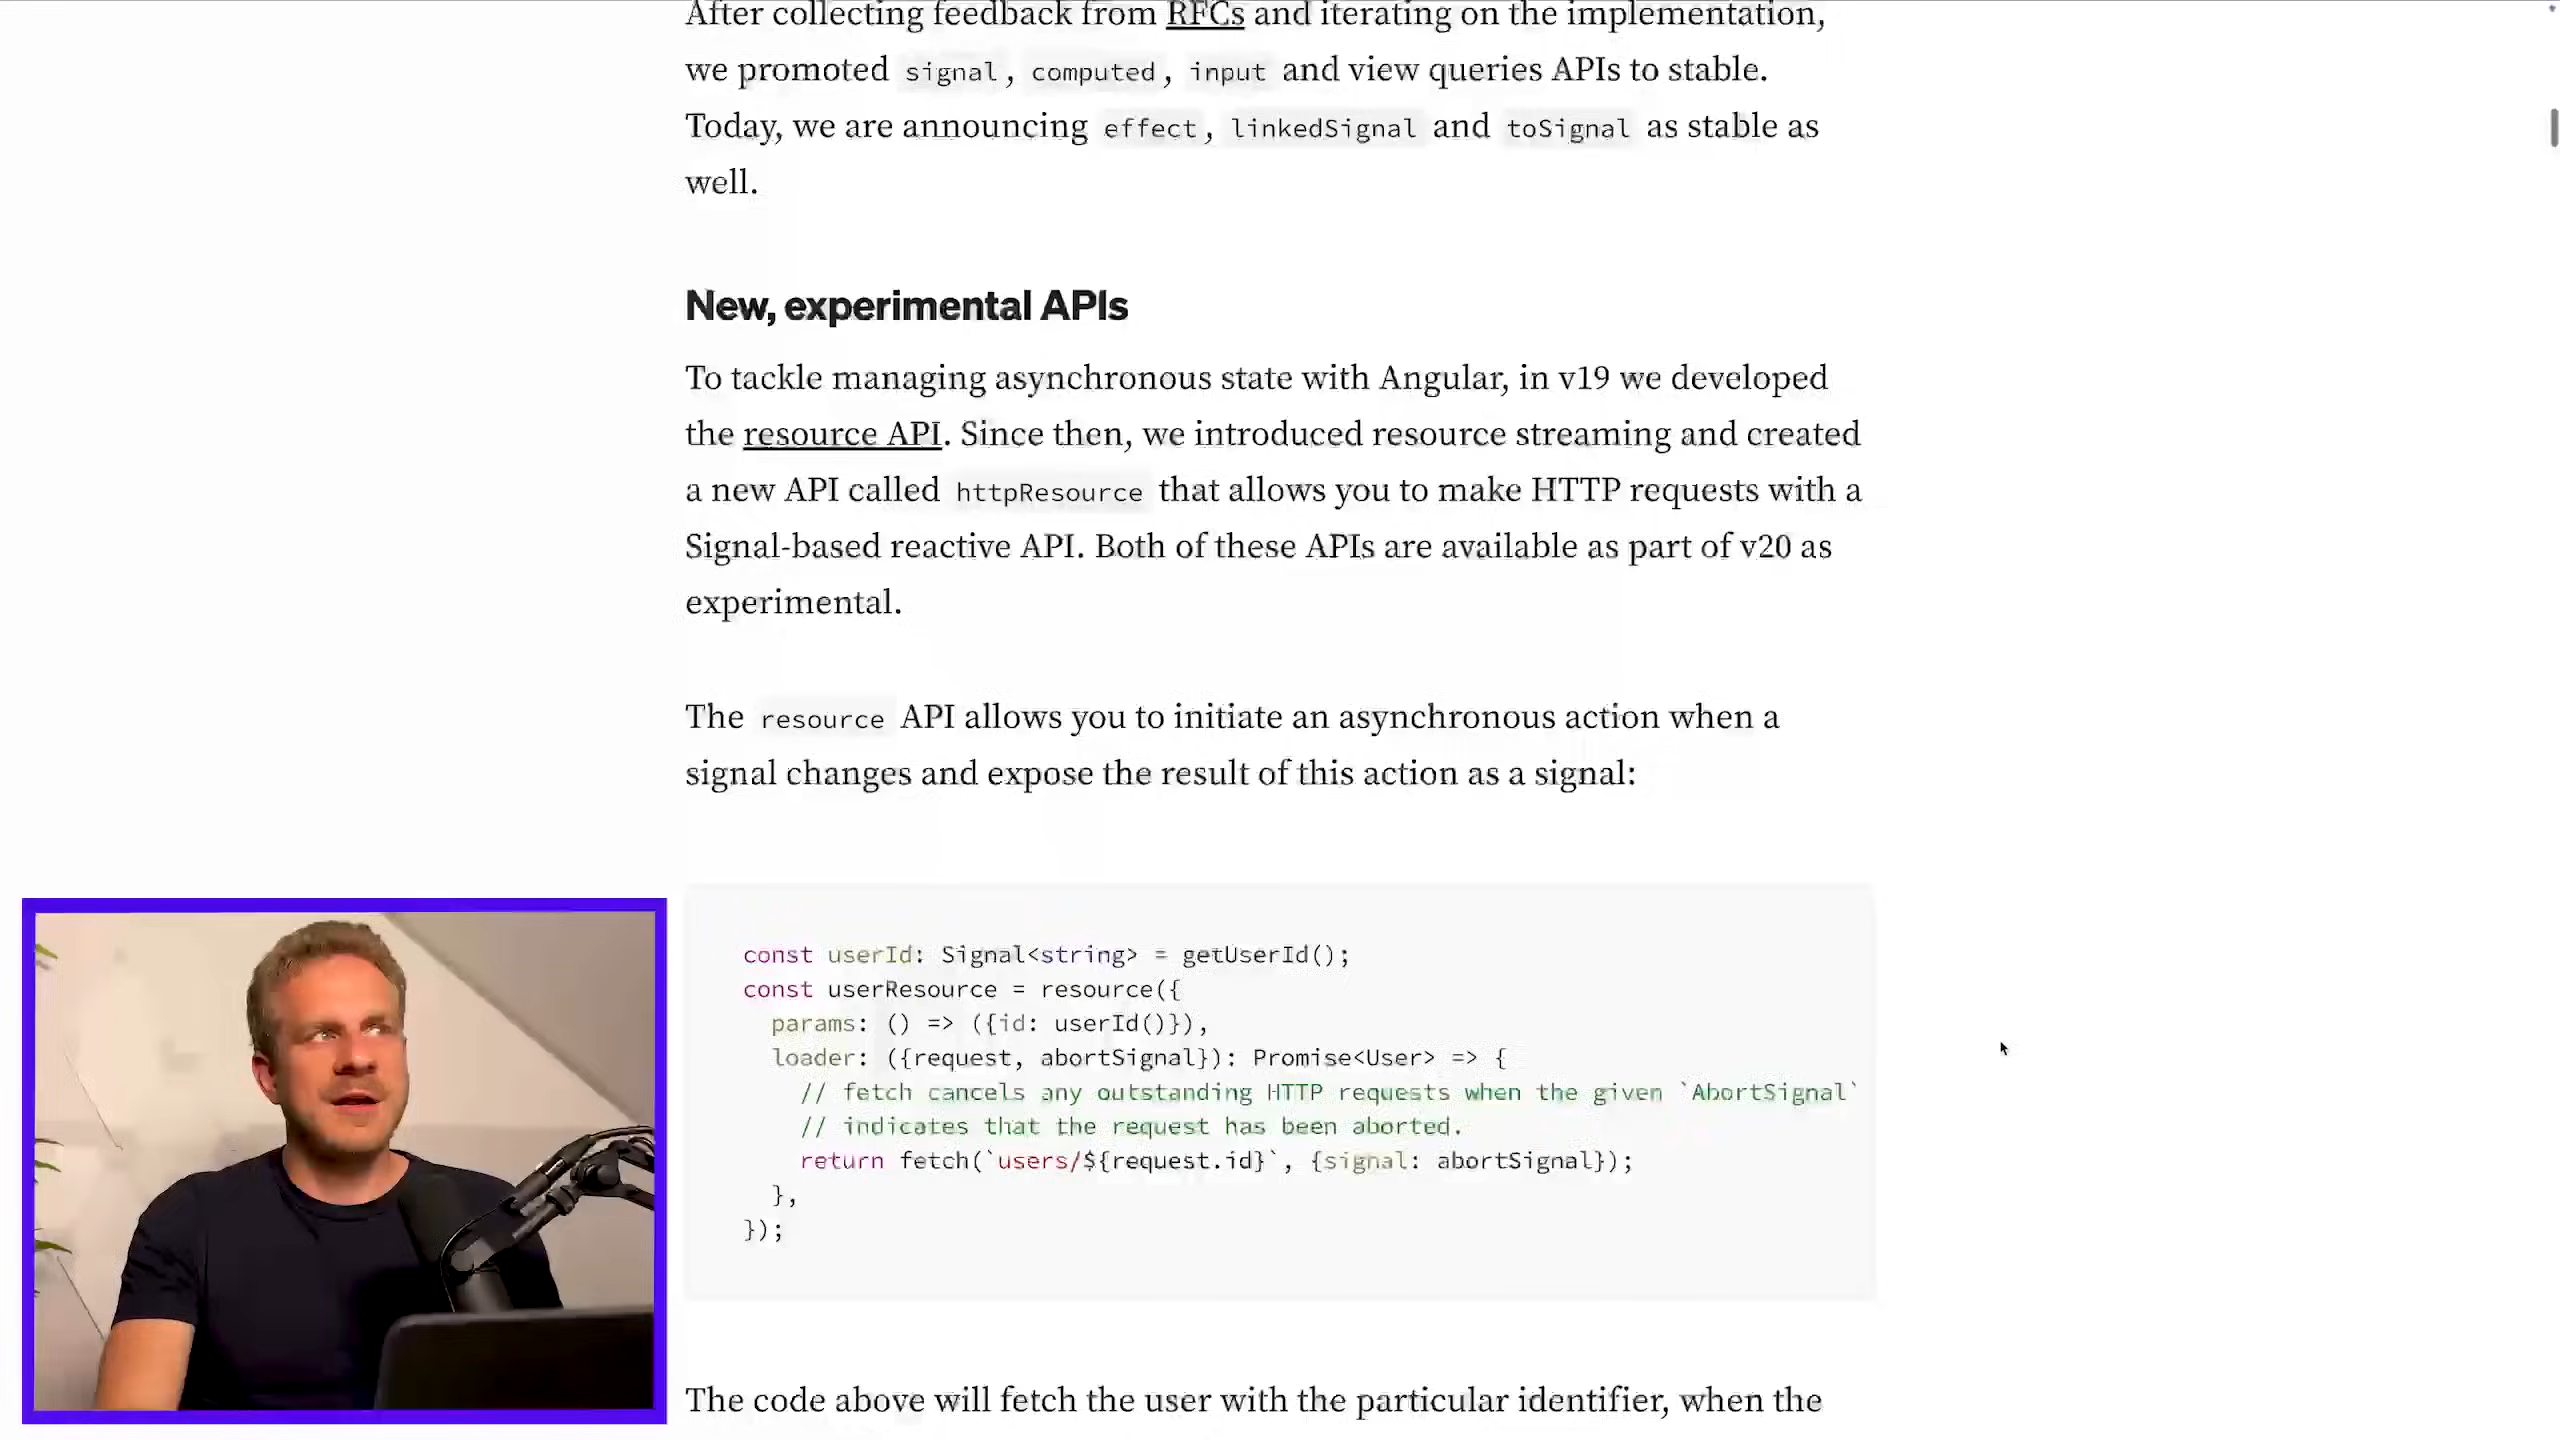 After collecting feedback from RFCs and iterating on the implementation,
we promoted signal, computed, input and view queries APIs to stable.
Today, we are announcing effect, linkedSignal and toSignal as stable as
well.
New, experimental APIs
To tackle managing asynchronous state with Angular, in v19 we developed
the resource API. Since then, we introduced resource streaming and created
a new API called httpResource that allows you to make HTTP requests with a
Signal-based reactive API. Both of these APIs are available as part of v20 as
experimental.
The resource API allows you to initiate an asynchronous action when a
signal changes and expose the result of this action as a signal:
const userId: Signal<string> = getUserId();
const userResource = resource({
  params: () => ({id: userId()}),
  loader: ({request, abortSignal}): Promise<User> => {
    // fetch cancels any outstanding HTTP requests when the given `AbortSignal`
    // indicates that the request has been aborted.
    return fetch(`users/${request.id}`, {signal: abortSignal});
  },
});
The code above will fetch the user with the particular identifier, when the